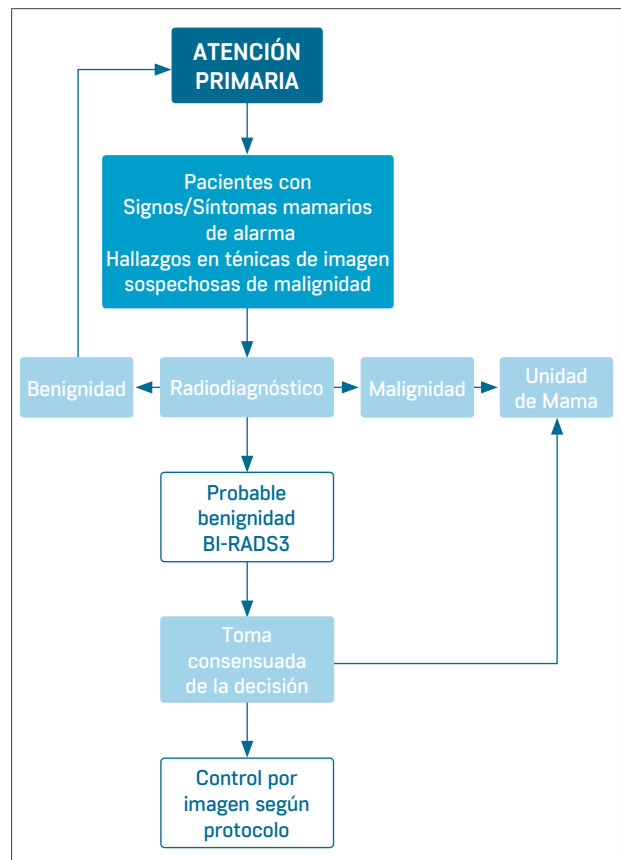 ATENCIÓN
PRIMARIA
Pacientes con
Signos/Síntomas mamarios
de alarma
Hallazgos en ténicas de imagen
sospechosas de malignidad
Benignidad
Radiodiagnóstico
Malignidad
Unidad
de Mama
Probable
benignidad
BI-RADS3
Toma
consensuada
de la decisión
Control por
imagen según
protocolo